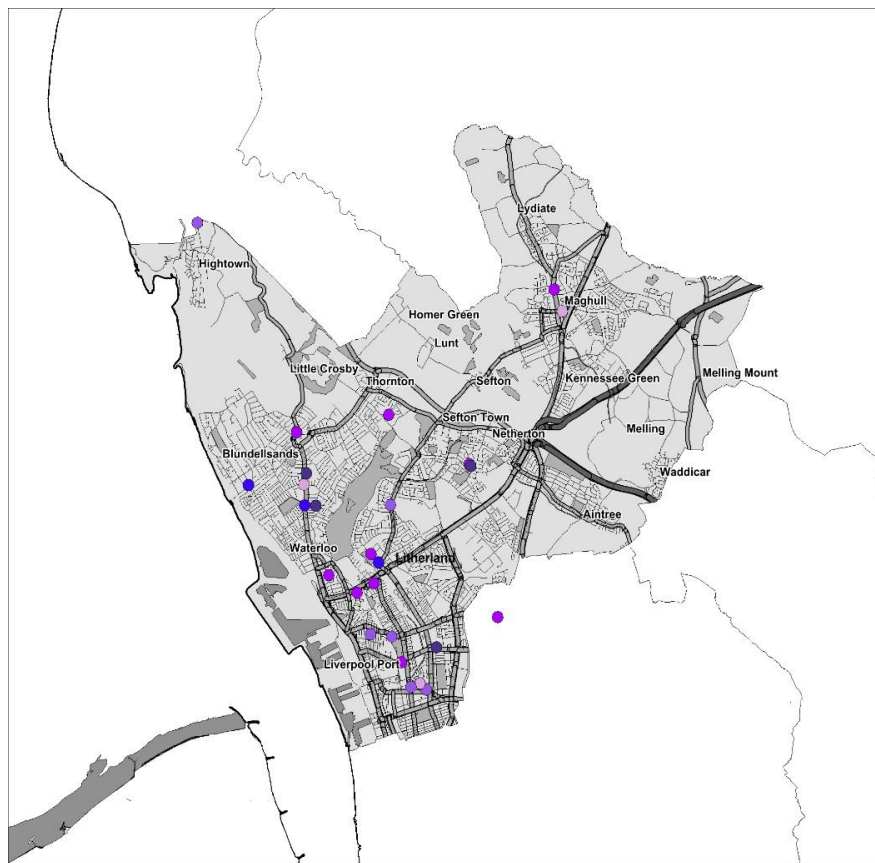 Lydiate
Hightown
Maghull
Homer Green
Lunt
Little Crosby
Thornton
Sefton
Kennessee Green
Melling Mount
Sefton Town
Netherton
Melling
Blundellsands
Waddicar
Aintree
Waterloo
Litherland
Liverpool Port